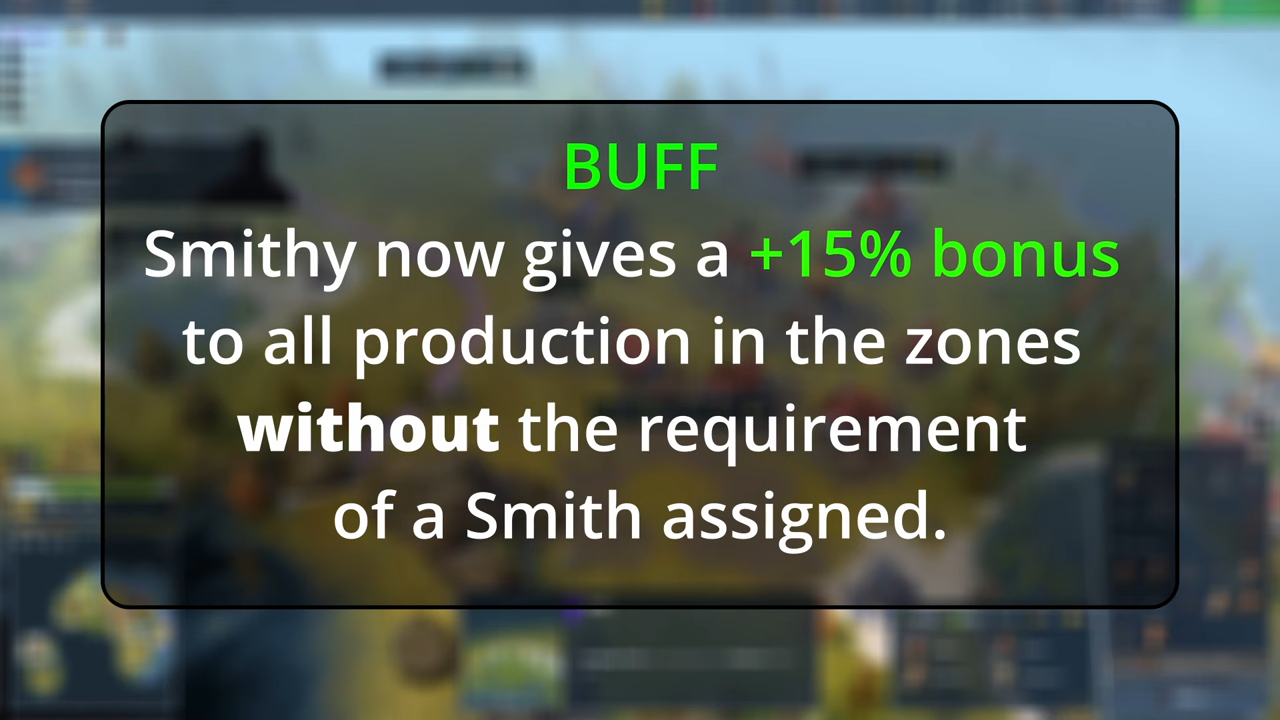 BUFF
Smithy now gives a +15% bonus
to all production in the zones
without the requirement
of a Smith assigned.